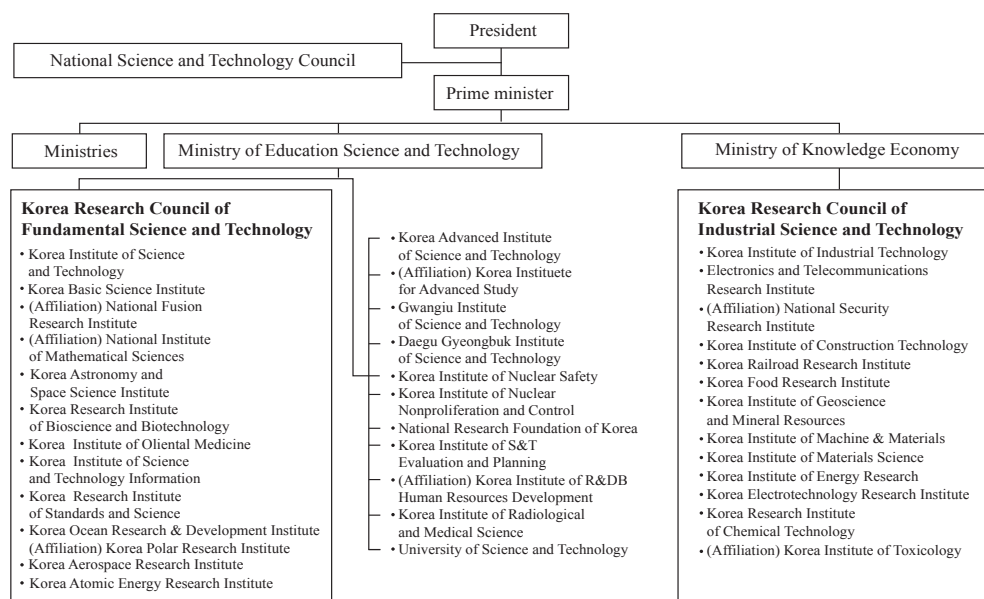 President
National Science and Technology Council
Prime minister
Ministries
Ministry of Education Science and Technology
Ministry of Knowledge Economy
Korea Research Council of
Fundamental Science and Technology
• Korea Institute of Science
and Technology
• Korea Basic Science Institute
• (Affiliation) National Fusion
Research Institute
• (Affiliation) National Institute
of Mathematical Sciences
• Korea Astronomy and
Space Science Institute
• Korea Research Institute
of Bioscience and Biotechnology
• Korea Institute of Oliental Medicine
• Korea Institute of Science
and Technology Information
• Korea Research Institute
of Standards and Science
• Korea Ocean Research & Development Institute
(Affiliation) Korea Polar Research Institute
• Korea Aerospace Research Institute
• Korea Atomic Energy Research Institute
• Korea Advanced Institute
of Science and Technology
• (Affiliation) Korea Instituete
for Advanced Study
• Gwangiu Institute
of Science and Technology
• Daegu Gyeongbuk Institute
of Science and Technology
• Korea Institute of Nuclear Safety
• Korea Institute of Nuclear
Nonproliferation and Control
• National Research Foundation of Korea
• Korea Institute of S&T
Evaluation and Planning
• (Affiliation) Korea Institute of R&DB
Human Resources Development
• Korea Institute of Radiological
and Medical Science
• University of Science and Technology
Korea Research Council of
Industrial Science and Technology
• Korea Institute of Industrial Technology
• Electronics and Telecommunications
Research Institute
• (Affiliation) National Security
Research Institute
• Korea Institute of Construction Technology
• Korea Railroad Research Institute
• Korea Food Research Institute
• Korea Institute of Geoscience
and Mineral Resources
• Korea Institute of Machine & Materials
• Korea Institute of Materials Science
• Korea Institute of Energy Research
• Korea Electrotechnology Research Institute
• Korea Research Institute
of Chemical Technology
• (Affiliation) Korea Institute of Toxicology